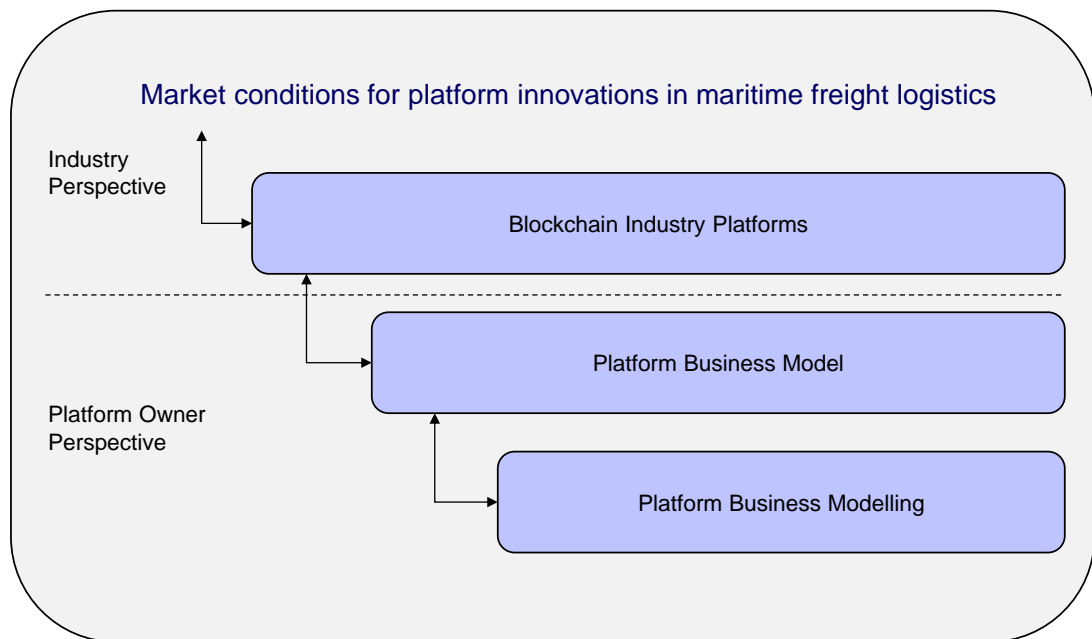 Market conditions for platform innovations in maritime freight logistics
Industry
Perspective
Blockchain Industry Platforms
Platform Business Model
Platform Owner
Perspective
Platform Business Modelling